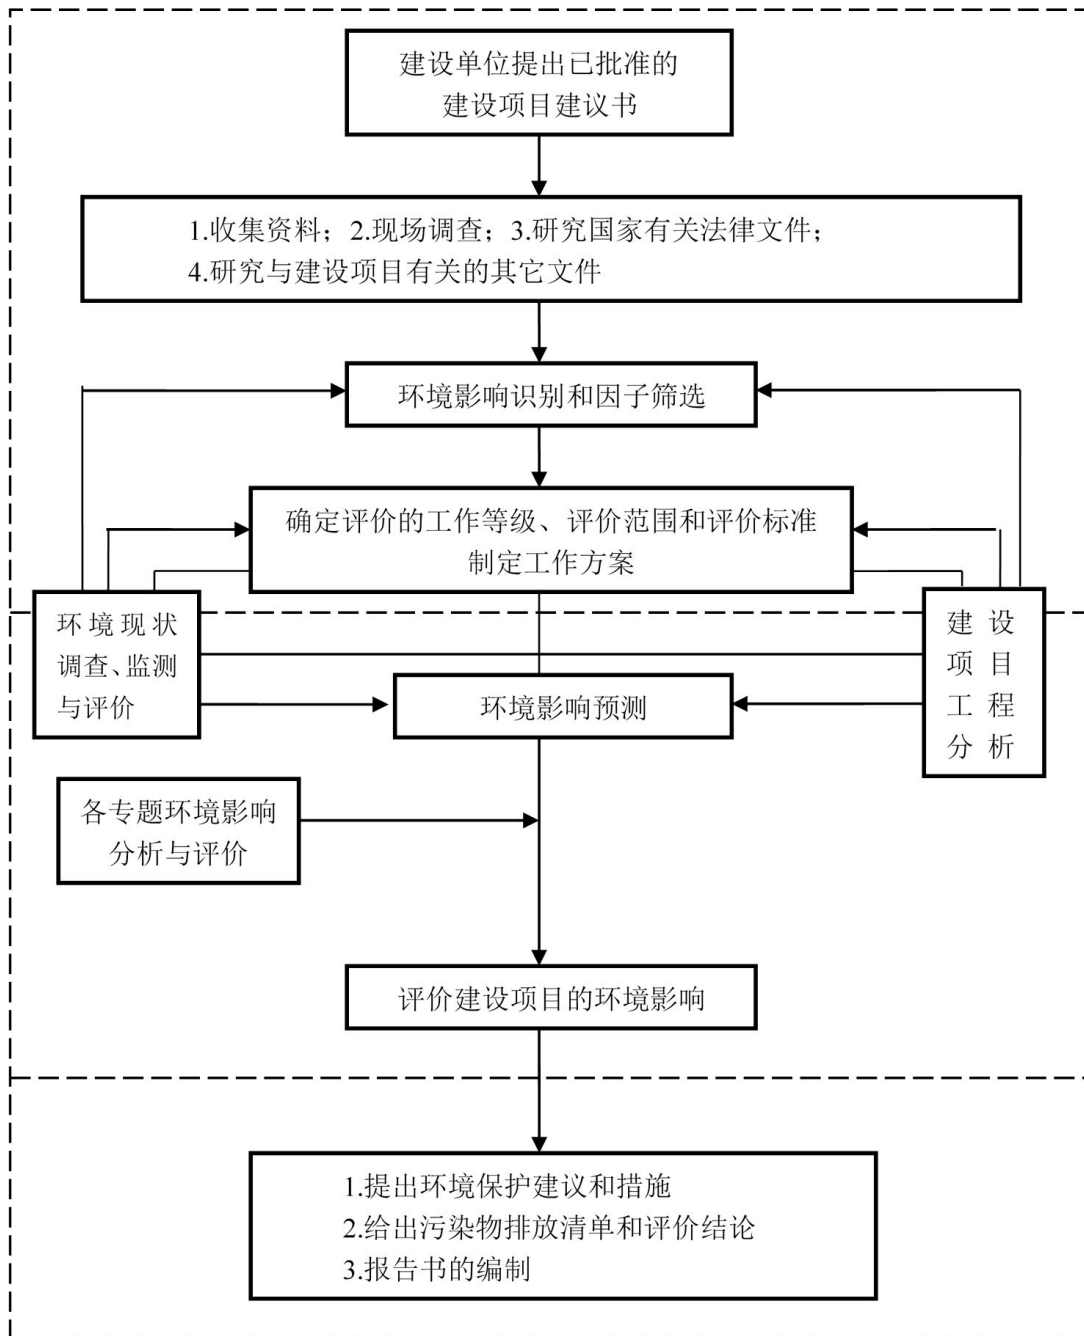 建设单位提出已批准的
建设项目建议书
1.收集资料；2.现场调查；3.研究国家有关法律文件；
4.研究与建设项目有关的其它文件
环境影响识别和因子筛选
确定评价的工作等级、评价范围和评价标准
制定工作方案
环境现状
调查、监测
与评价
建设
项目
工程
分析
环境影响预测
各专题环境影响
分析与评价
评价建设项目的环境影响
1.提出环境保护建议和措施
2.给出污染物排放清单和评价结论
3.报告书的编制